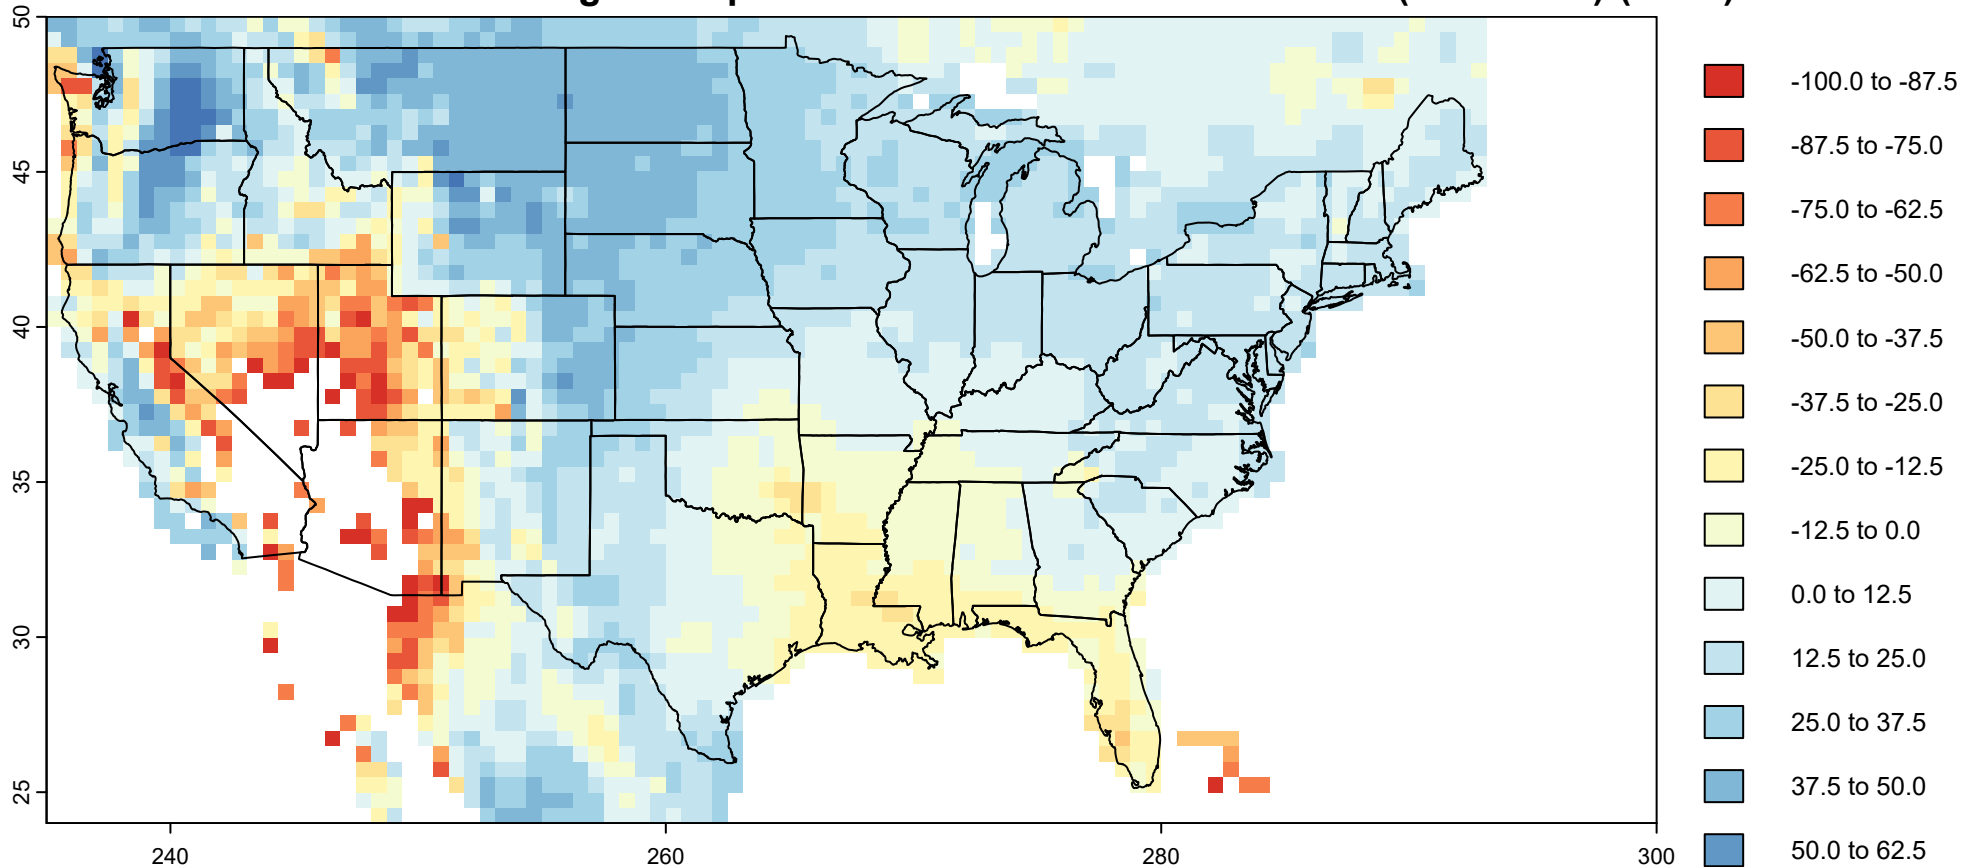 50
45
40
35
30
25
240
260
280
300
-100.0 to -87.5
-87.5 to -75.0
-75.0 to -62.5
-62.5 to -50.0
-50.0 to -37.5
-37.5 to -25.0
-25.0 to -12.5
-12.5 to 0.0
0.0 to 12.5
12.5 to 25.0
25.0 to 37.5
37.5 to 50.0
50.0 to 62.5